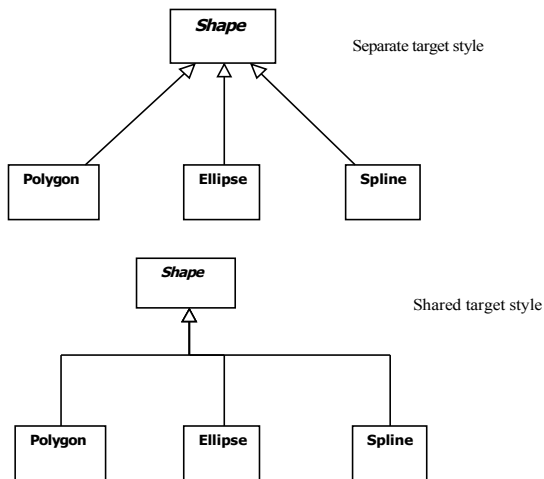 Shape
Separate target style
Polygon
Ellipse
Spline
Shape
Shared target style
Polygon
Ellipse
Spline